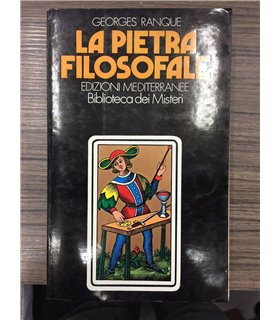 GEORGES RANQUE
LA PIETRA
FILOSOFALE
EDIZIONI MEDITERRANEE
Biblioteca dei Misteri